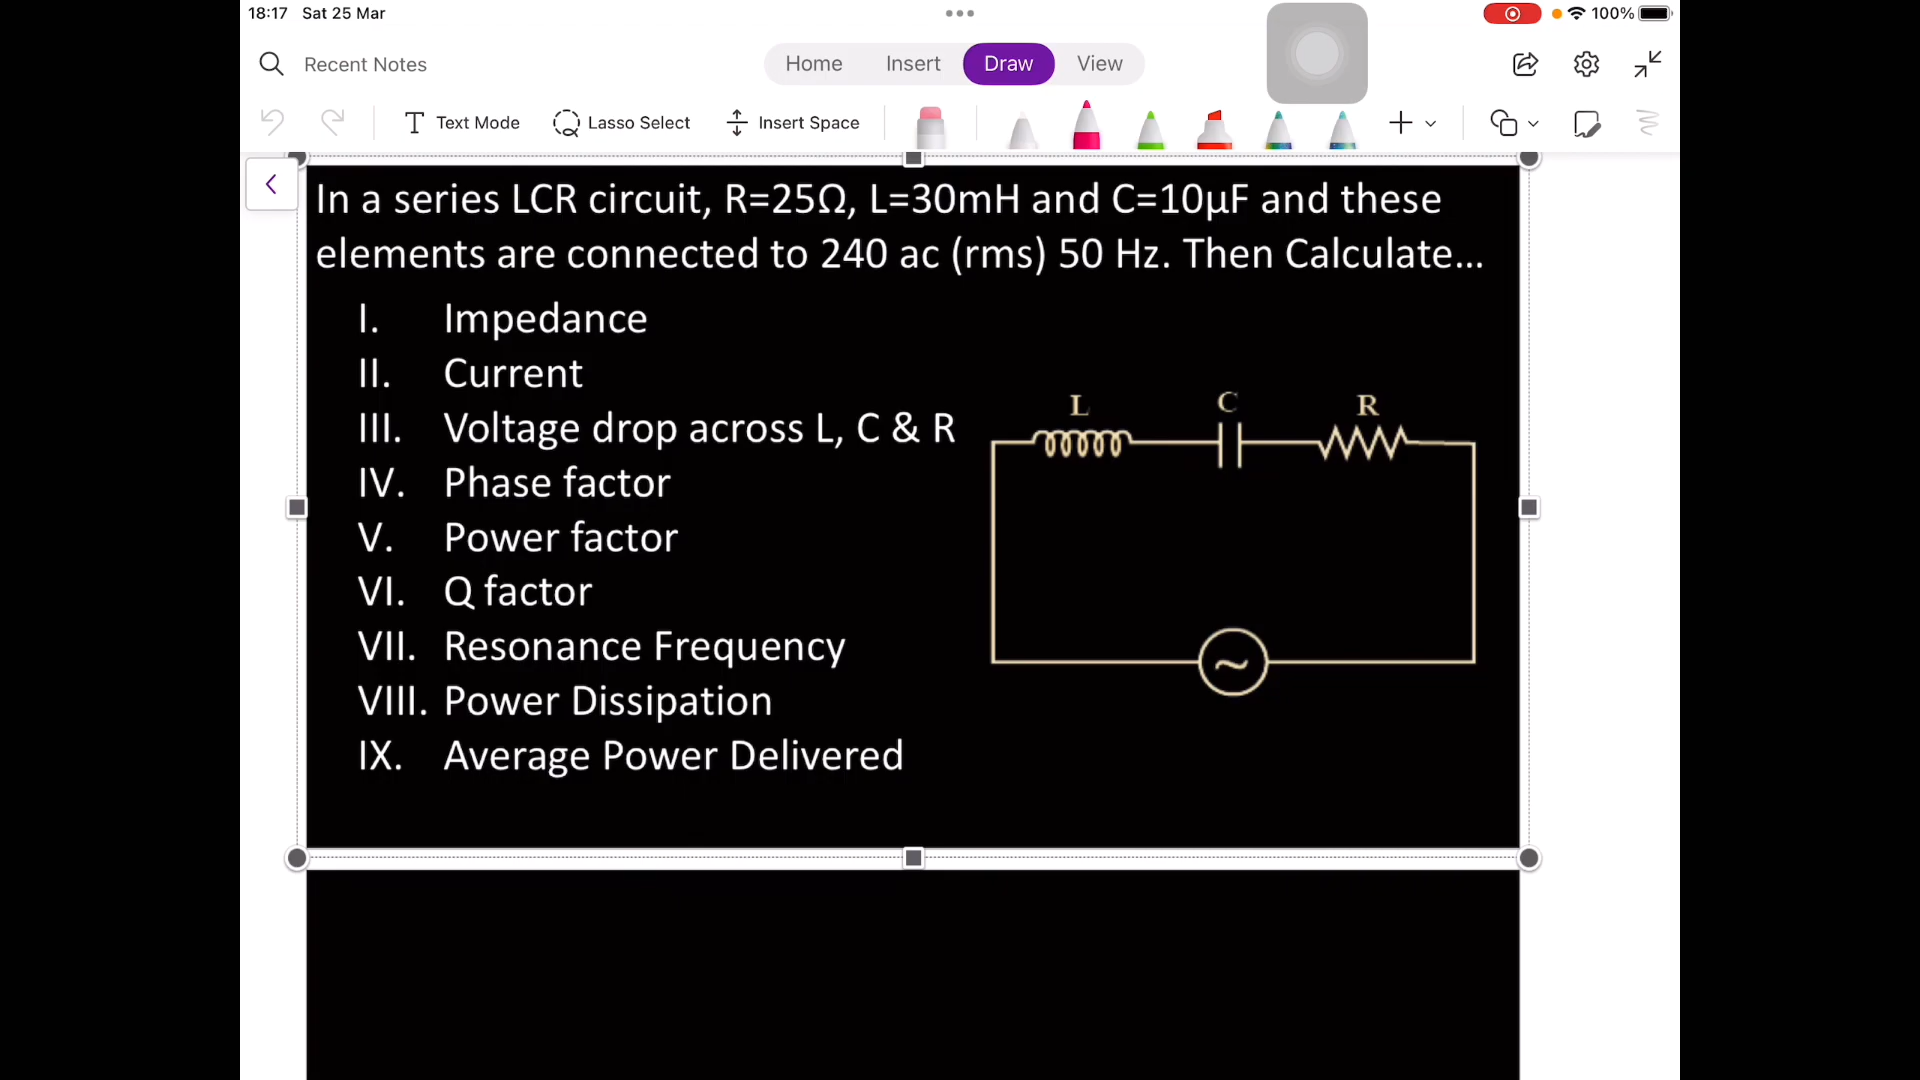 18:17 Sat 25 Mar
100%
Recent Notes
Home Insert Draw View
Text Mode Lasso Select Insert Space
In a series LCR circuit, R=25Ω, L=30mH and C=10μF and these
elements are connected to 240 ac (rms) 50 Hz. Then Calculate...
I. Impedance
II. Current
III. Voltage drop across L, C & R
IV. Phase factor
V. Power factor
VI. Q factor
VII. Resonance Frequency
VIII. Power Dissipation
IX. Average Power Delivered
L C R